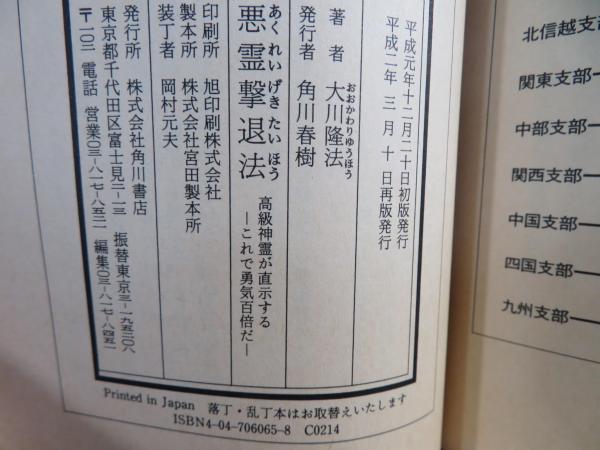 平成元年十二月二十日初版発行
平成二年三月十日再版発行
著者 大川隆法
おおかわりゅうほう
発行者 角川春樹
高級神霊が直示する
―これで勇気百倍だ―
あくれいげきたいほう
悪霊撃退法
装丁者 岡村元夫
製本所 株式会社宮田製本所
印刷所 旭印刷株式会社
発行所 株式会社角川書店
東京都千代田区富士見二-一三 振替東京三-一九五二〇八
〒一〇二 電話 営業〇三-八一七-八五二一 編集〇三-八一七-八四五一
Printed in Japan 落丁・乱丁本はお取替えいたします
ISBN4-04-706065-8 C0214
北信越支部
関東支部―
中部支部―
関西支部―
中国支部―
四国支部―
九州支部―